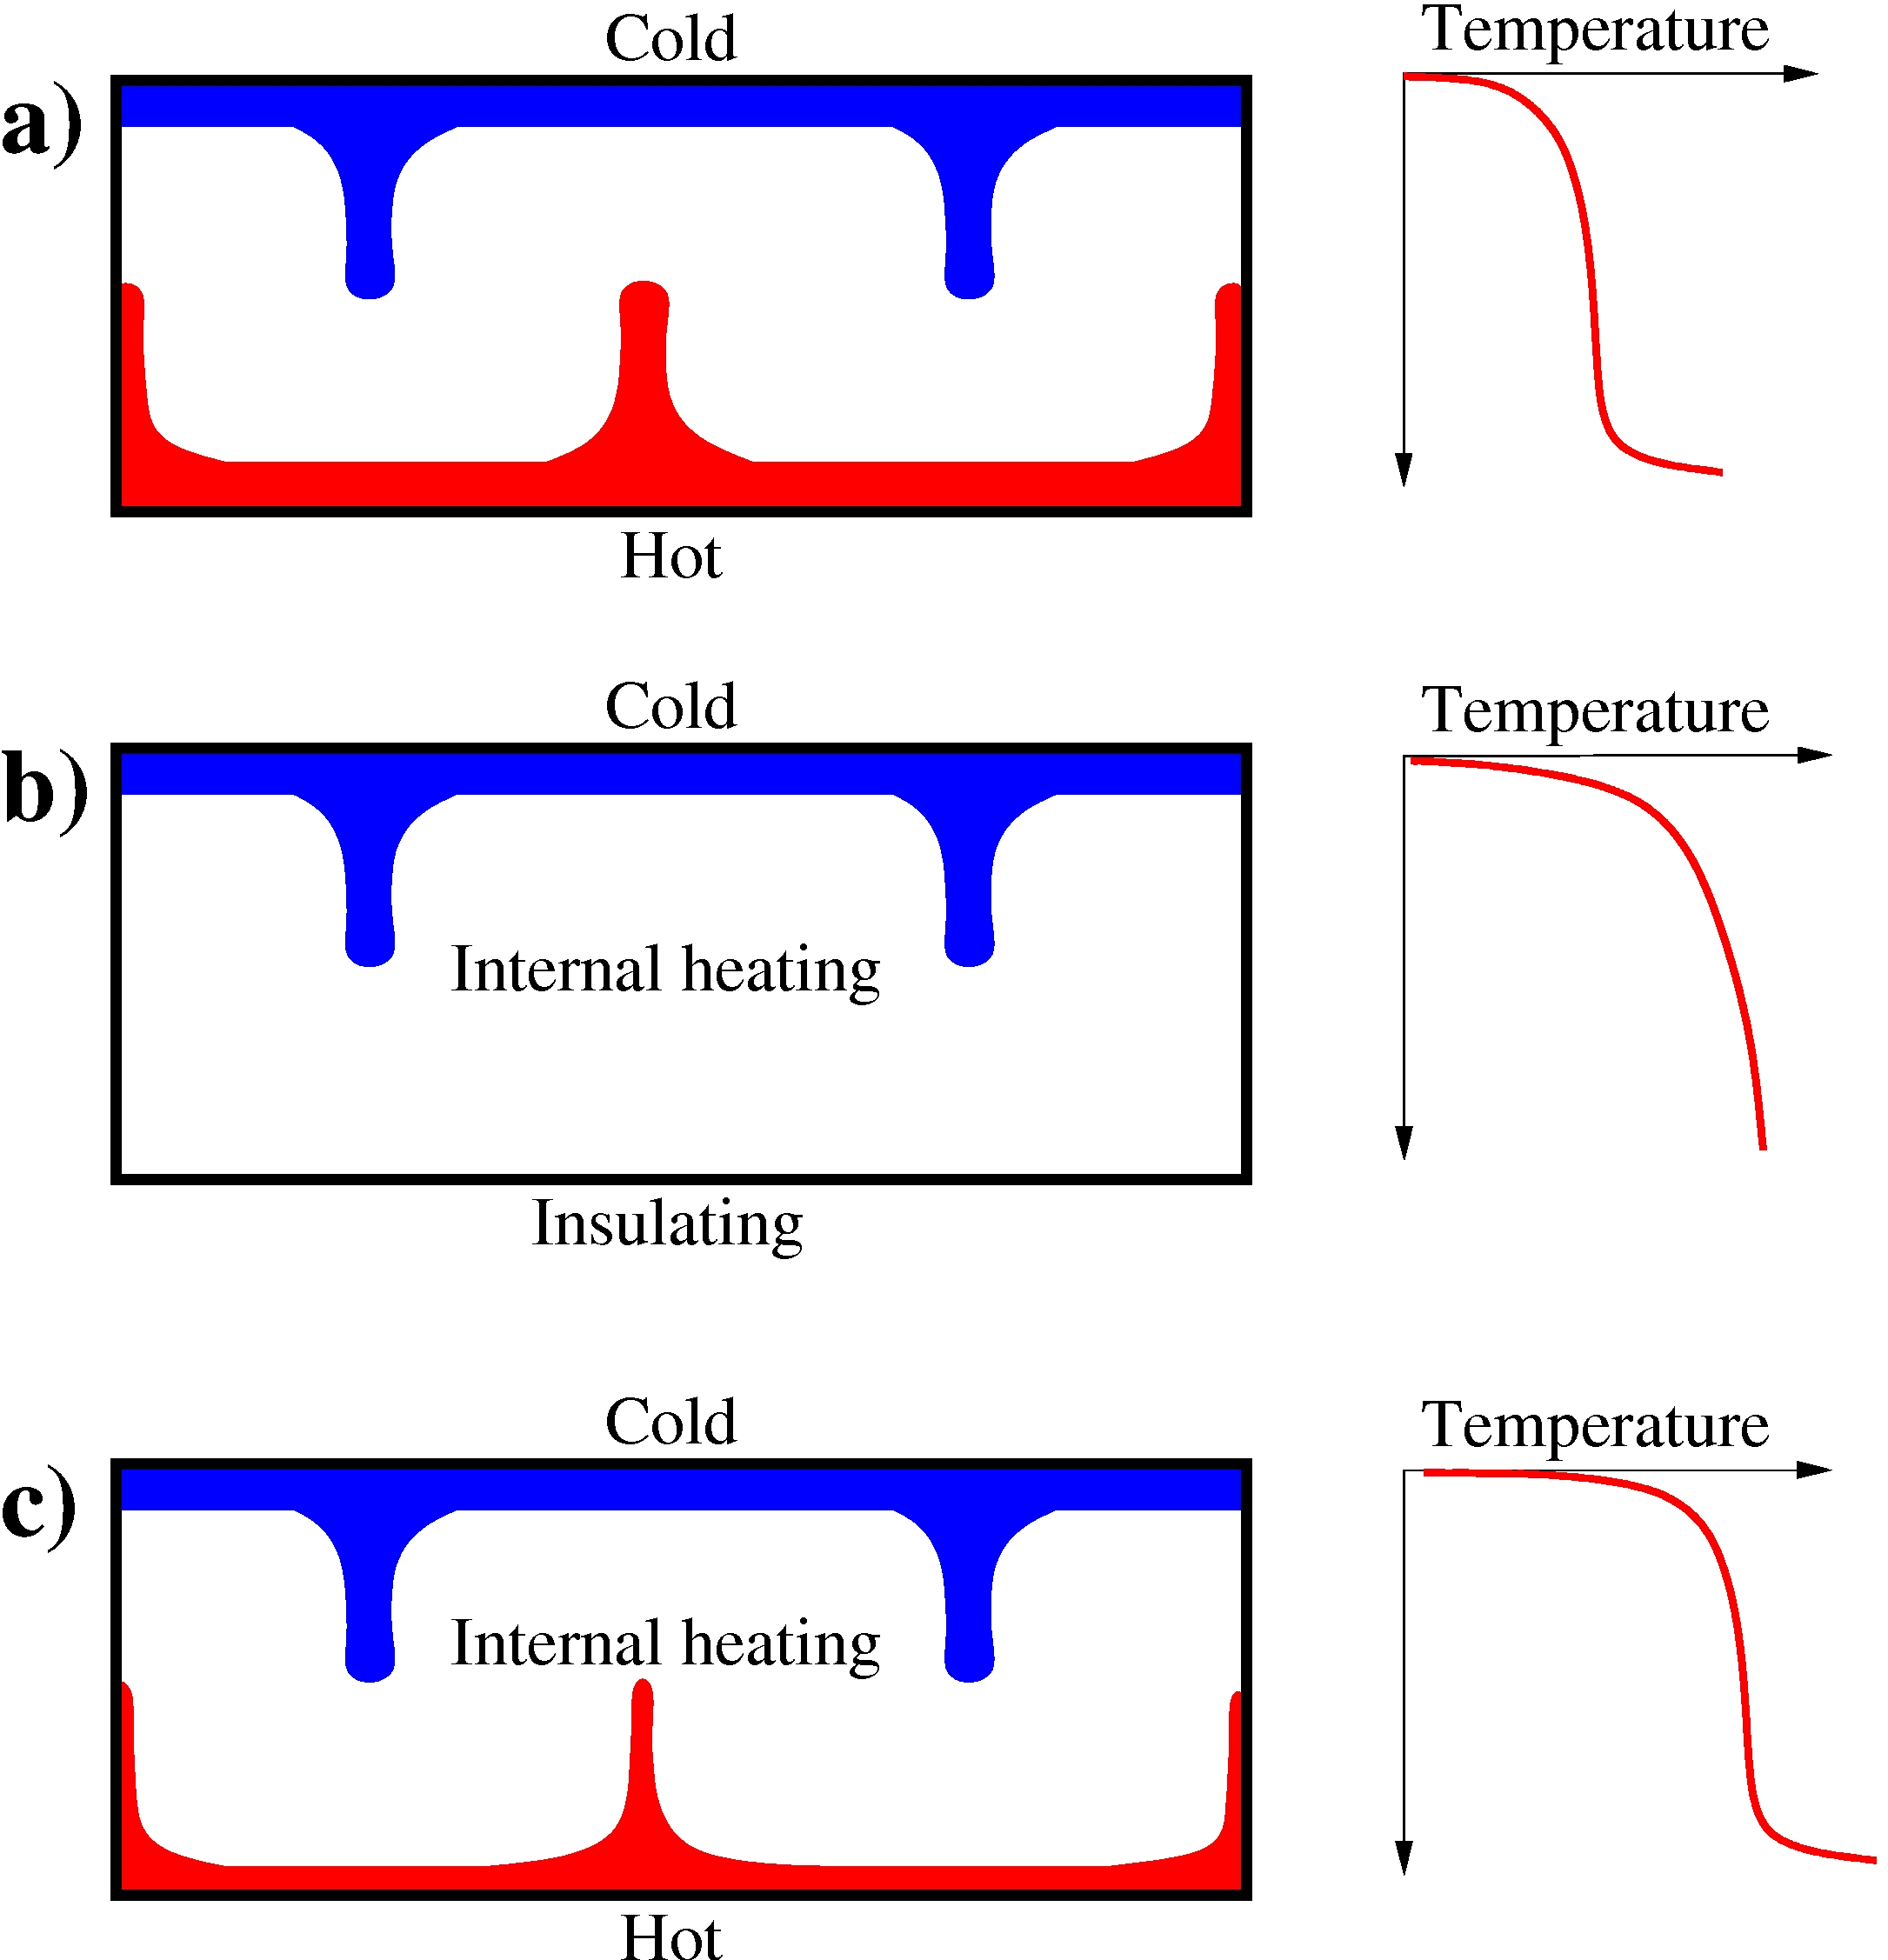 Cold
Temperature
a)
Hot
Cold
Temperature
b)
Internal heating
Insulating
Cold
Temperature
c)
Internal heating
Hot